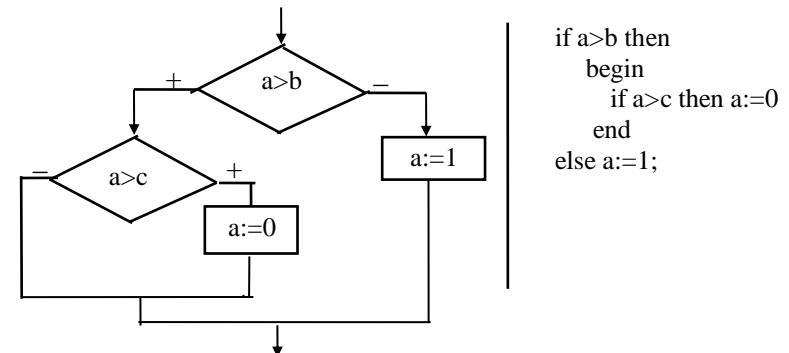 a>b
+
−
a>c
−
+
a:=1
a:=0
if a>b then
begin
if a>c then a:=0
end
else a:=1;